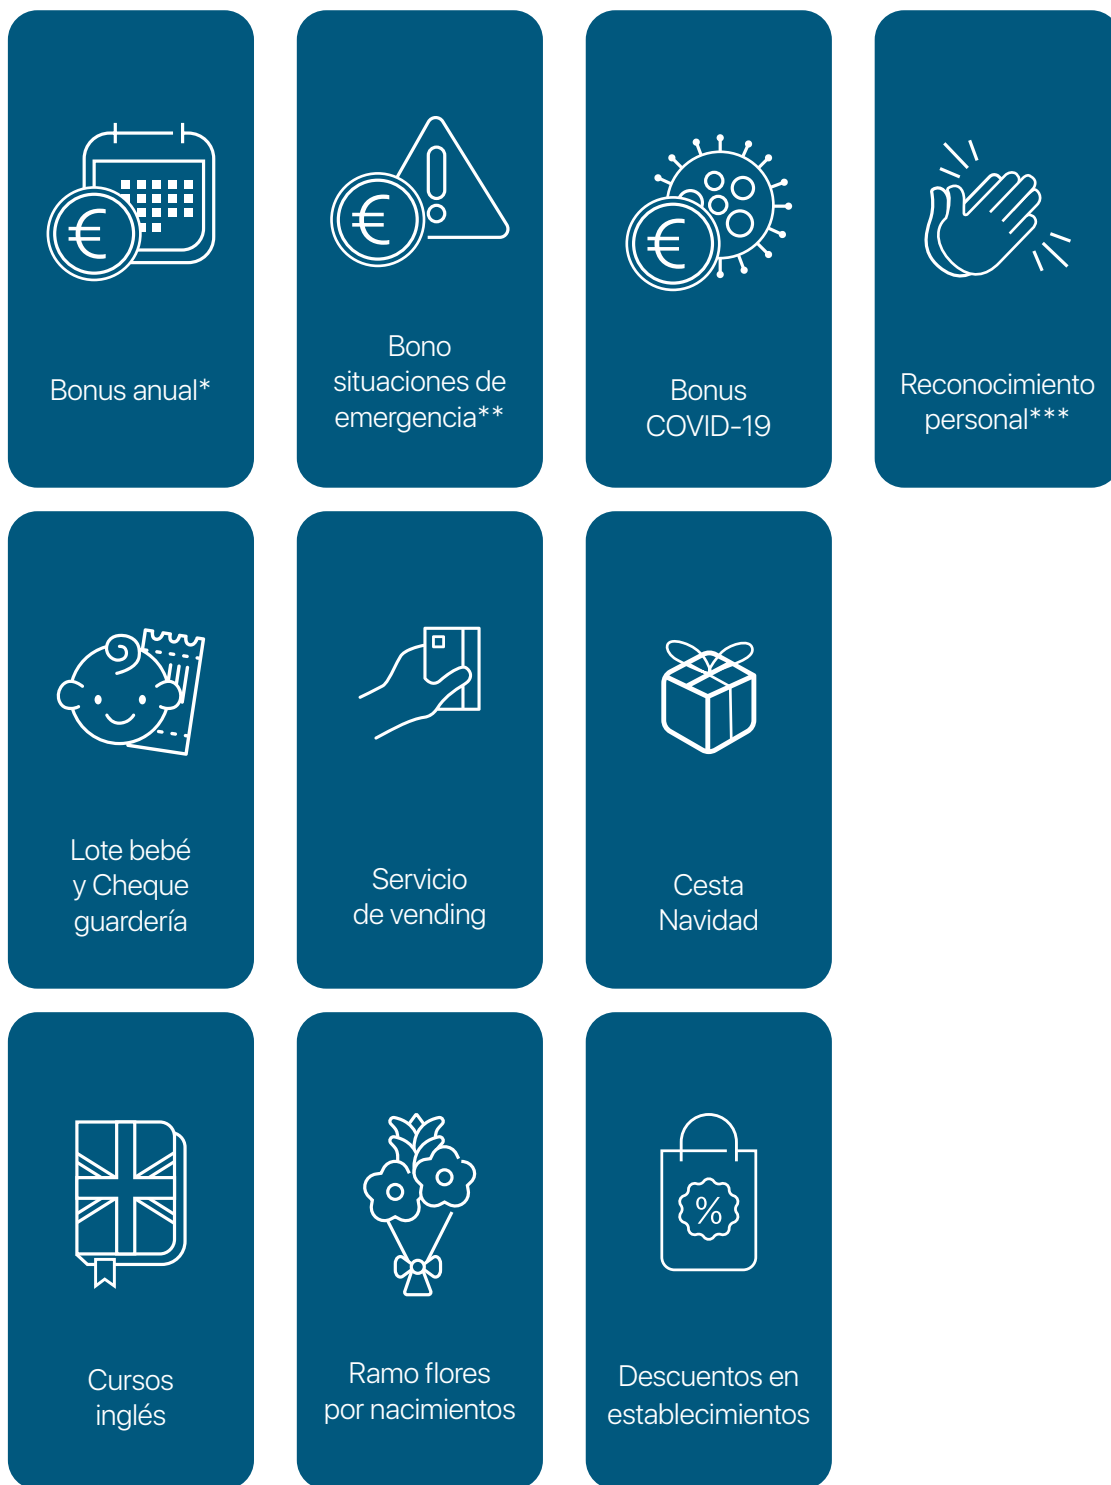 Bonus anual*
Bono
situaciones de
emergencia**
Bonus
COVID-19
Reconocimiento
personal***
Lote bebé
y Cheque
guardería
Servicio
de vending
Cesta
Navidad
Cursos
inglés
Ramo flores
por nacimientos
%
Descuentos en
establecimientos